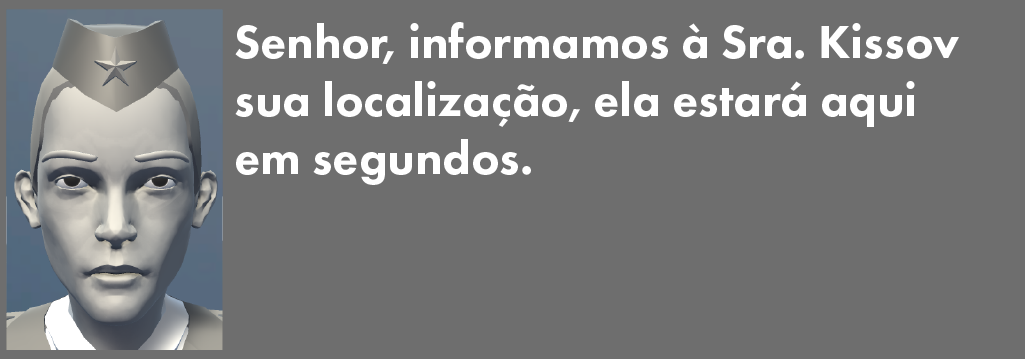 Senhor, informamos à Sra. Kissov
sua localização, ela estará aqui
em segundos.